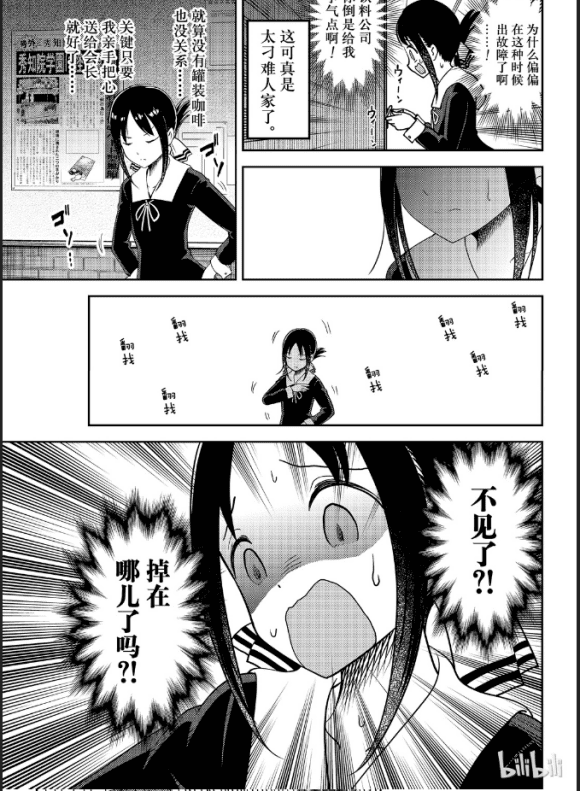 为什么偏偏
在这种时候
出故障了啊
料公司
倒是给我
气点啊!
ウィーン
ウィーン
这可真是
太刁难人家了。
就算没有罐装咖啡
也没关系……
关键只要
我亲手把心
送给会长
就好了……
号外
秀知院学園
翻找
翻找
翻找
翻找
翻找
翻找
不见了?!
掉在
哪儿了吗?!
bilibili